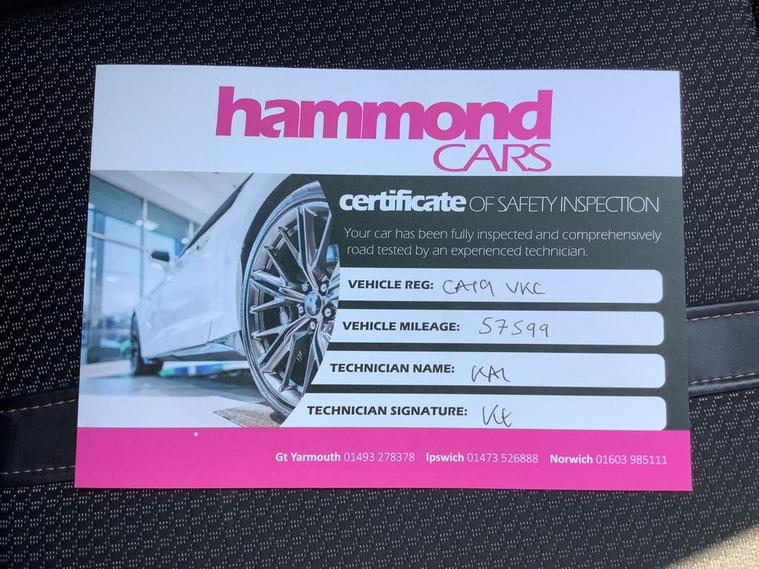 hammond
CARS
certificate OF SAFETY INSPECTION
Your car has been fully inspected and comprehensively
road tested by an experienced technician.
VEHICLE REG: CA19 VKC
VEHICLE MILEAGE: 57599
TECHNICIAN NAME: KAL
TECHNICIAN SIGNATURE:
Gt Yarmouth 01493 278378 Ipswich 01473 526888 Norwich 01603 985111